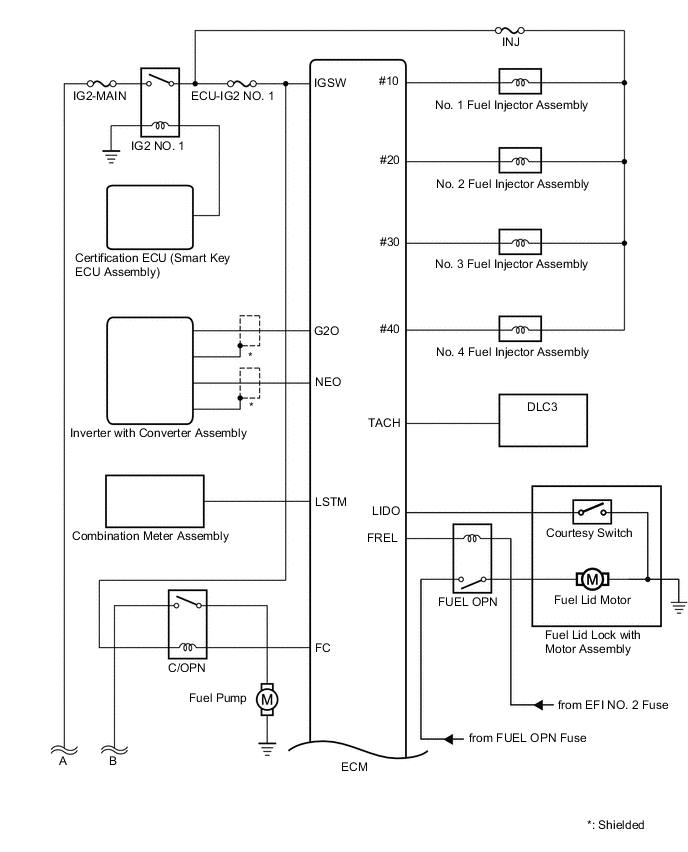 INJ
IG2-MAIN
ECU-IG2 NO. 1
IGSW
#10
No. 1 Fuel Injector Assembly
IG2 NO. 1
#20
No. 2 Fuel Injector Assembly
Certification ECU (Smart Key
ECU Assembly)
#30
No. 3 Fuel Injector Assembly
G2O
*
#40
No. 4 Fuel Injector Assembly
NEO
*
DLC3
TACH
Inverter with Converter Assembly
LSTM
LIDO
Combination Meter Assembly
Courtesy Switch
FREL
M
FUEL OPN
Fuel Lid Motor
Fuel Lid Lock with
Motor Assembly
FC
C/OPN
Fuel Pump
M
from EFI NO. 2 Fuse
from FUEL OPN Fuse
A
B
ECM
*: Shielded